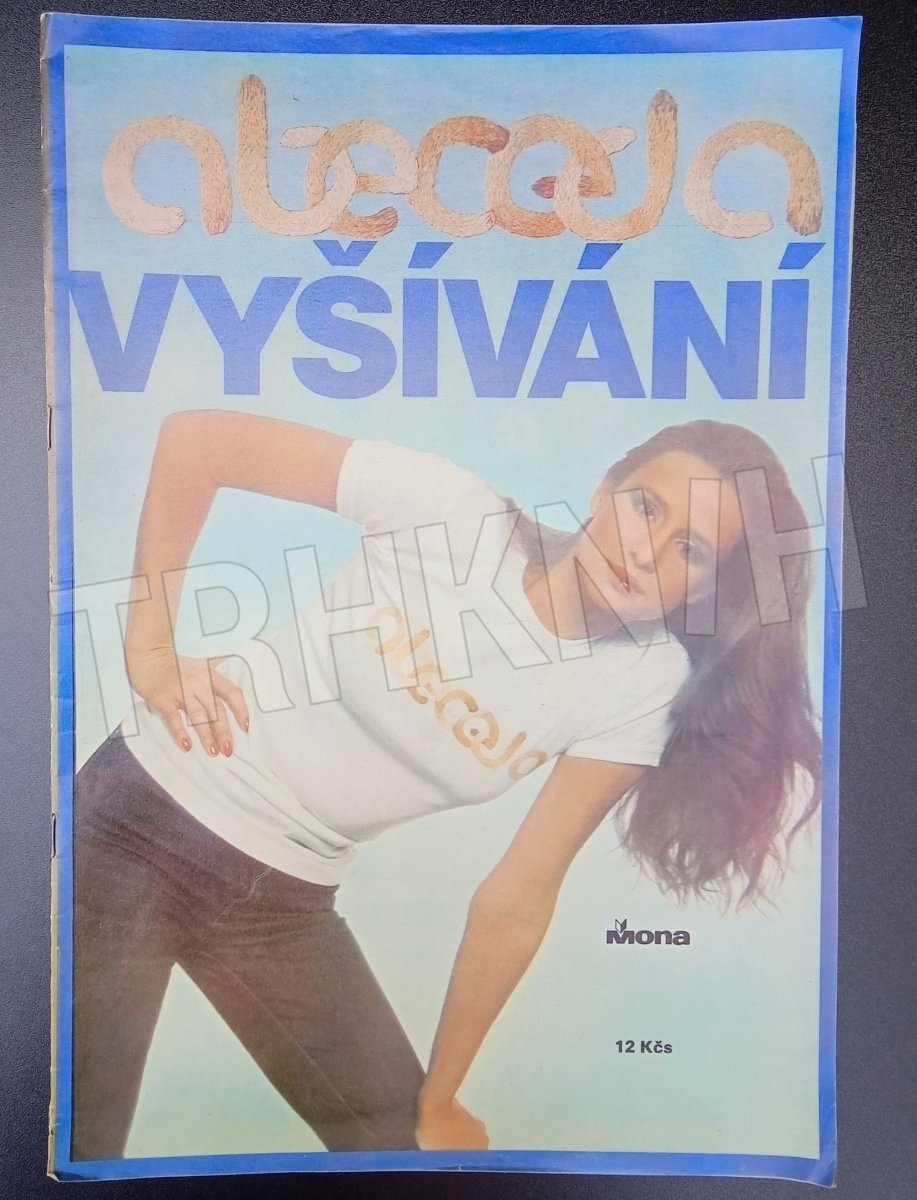 abeceda
VYŠÍVÁNÍ
abeceda
TRHKNIH
Mona
12 Kčs